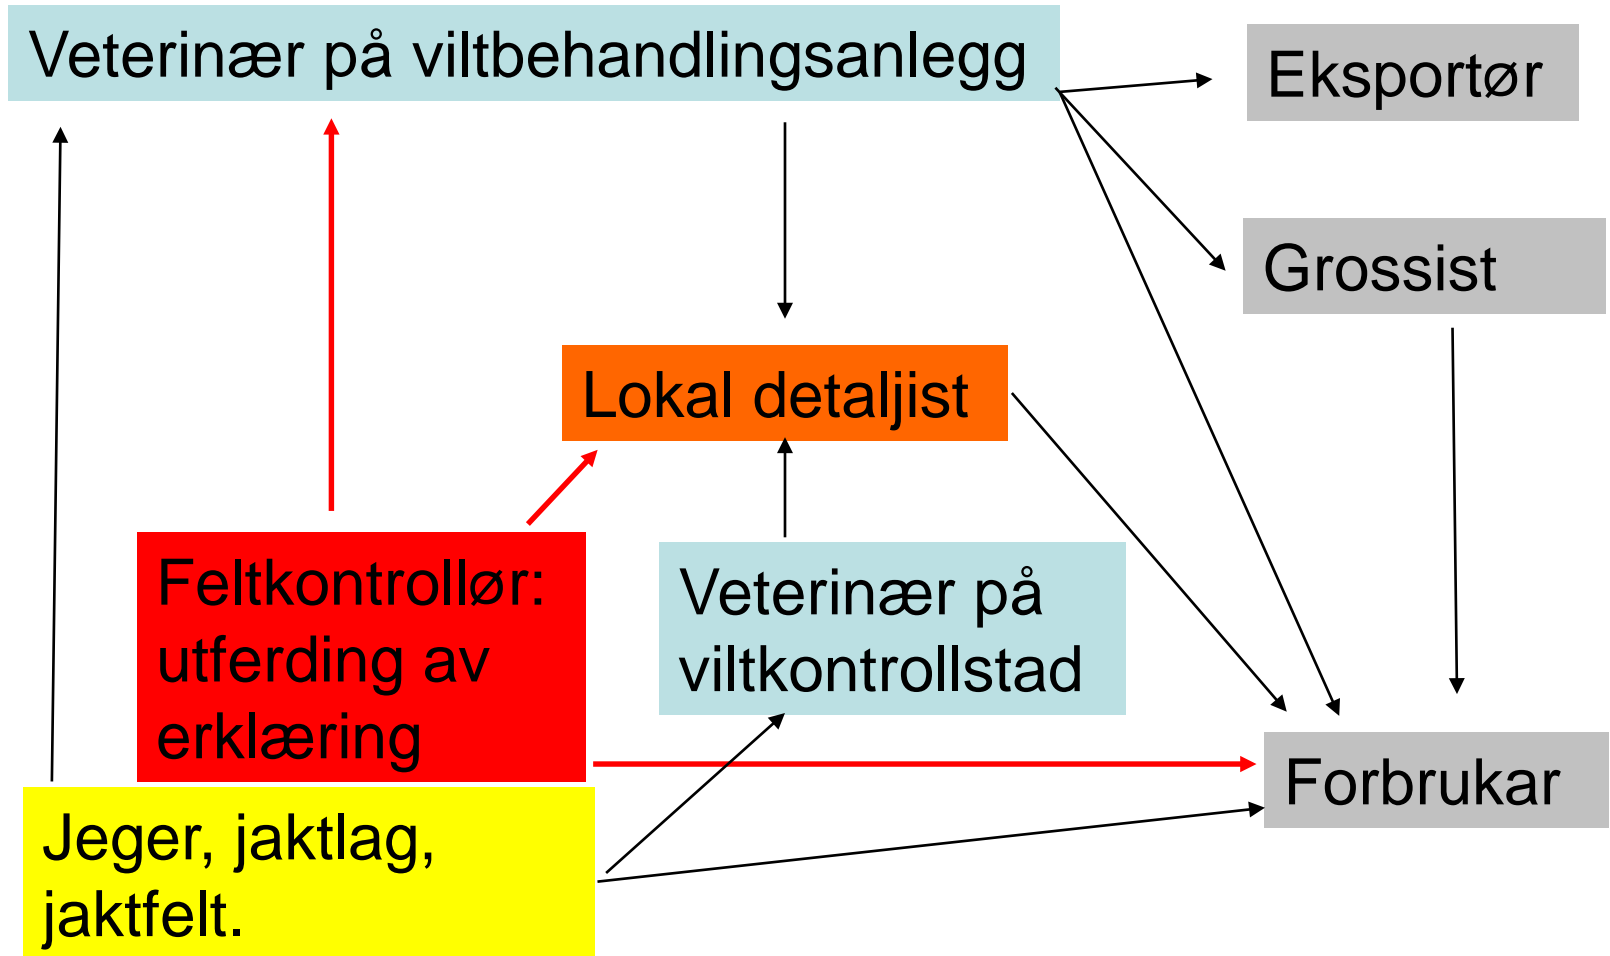 Veterinær på viltbehandlingsanlegg
Eksportør
Grossist
Lokal detaljist
Feltkontrollør:
utferding av
erklæring
Veterinær på
viltkontrollstad
Forbrukar
Jeger, jaktlag,
jaktfelt.